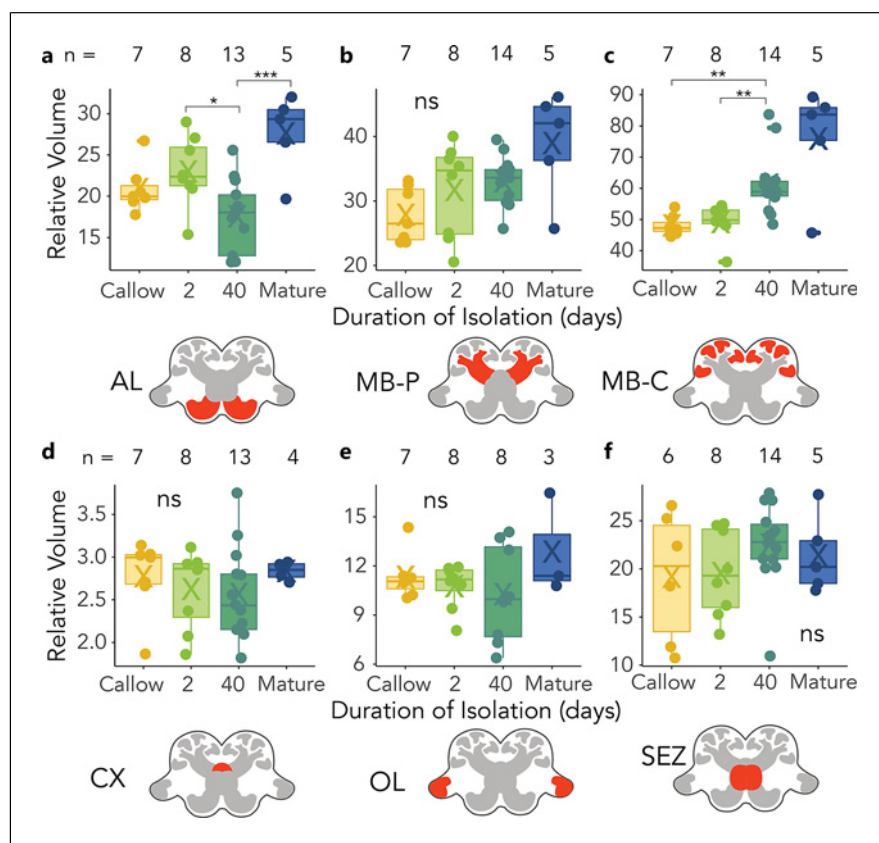 a n = 7 8 13 5
b 7 8 14 5
c 7 8 14 5
Relative Volume
30
25
20
15
* ***
Callow 2 40 Mature
40
30
20
ns
Callow 2 40 Mature
90
80
70
60
50
40
**
**
Callow 2 40 Mature
Duration of Isolation (days)
AL
MB-P
MB-C
d n = 7 8 13 4
e 7 8 8 3
f 6 8 14 5
Relative Volume
3.5
3.0
2.5
2.0
ns
Callow 2 40 Mature
15
12
9
6
ns
Callow 2 40 Mature
25
20
15
10
ns
Callow 2 40 Mature
Duration of Isolation (days)
CX
OL
SEZ